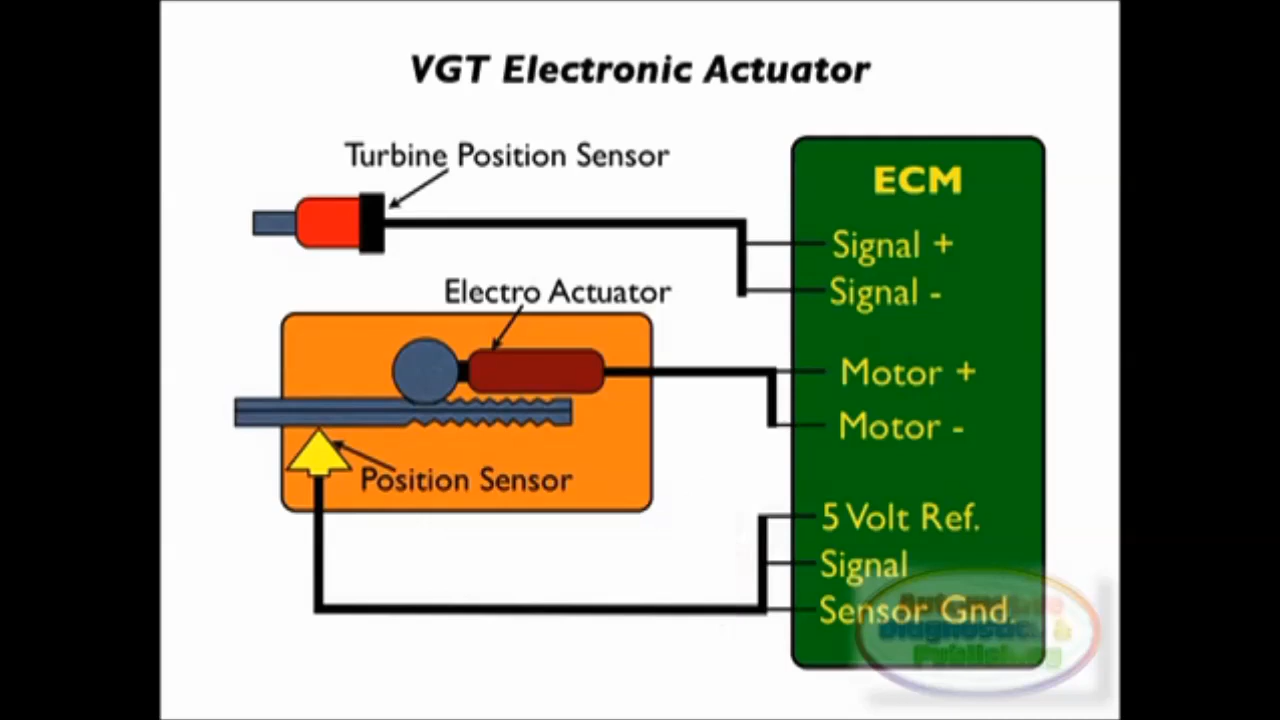 VGT Electronic Actuator
Turbine Position Sensor
ECM
Signal +
Signal -
Electro Actuator
Motor +
Motor -
Position Sensor
5 Volt Ref.
Signal
Sensor Gnd.